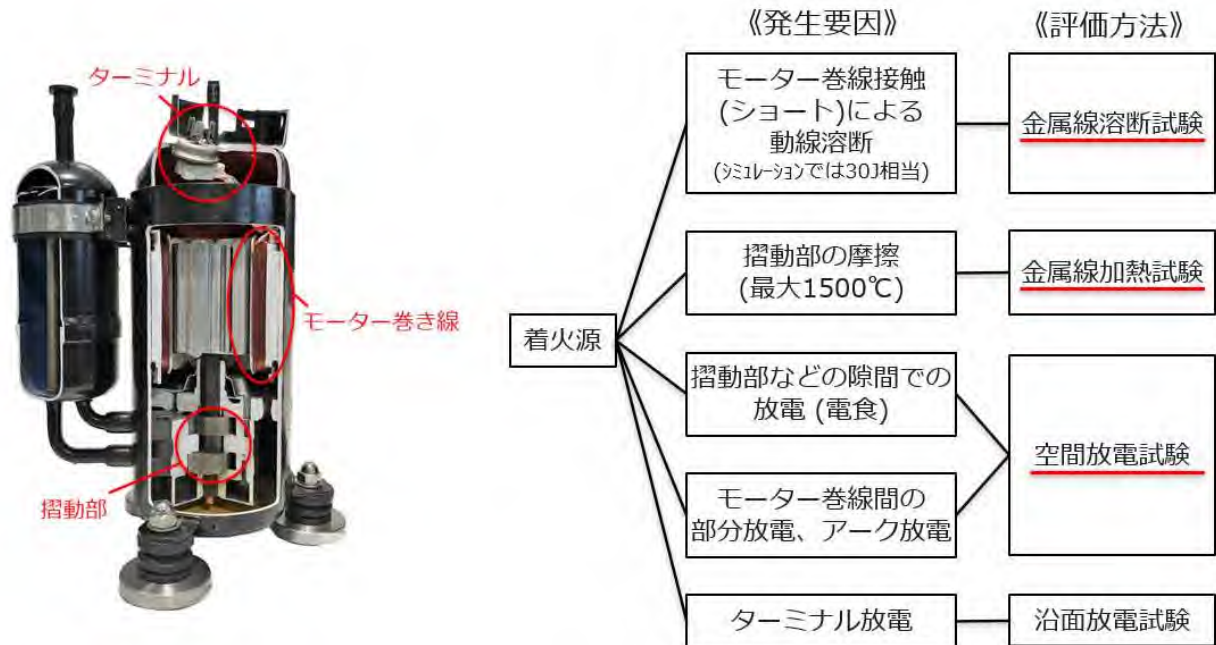 ターミナル
モーター巻き線
摺動部
《発生要因》
《評価方法》
着火源
モーター巻線接触
(ショート)による
動線溶断
(ｼﾐｭﾚｰｼｮﾝでは30J相当)
金属線溶断試験
摺動部の摩擦
(最大1500℃)
金属線加熱試験
摺動部などの隙間での
放電 (電食)
モーター巻線間の
部分放電、アーク放電
空間放電試験
ターミナル放電
沿面放電試験